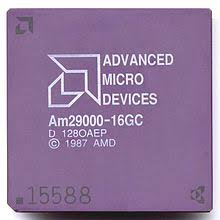 ADVANCED
MICRO
DEVICES
Am29000-16GC
D 128OAEP
© 1987 AMD
15588